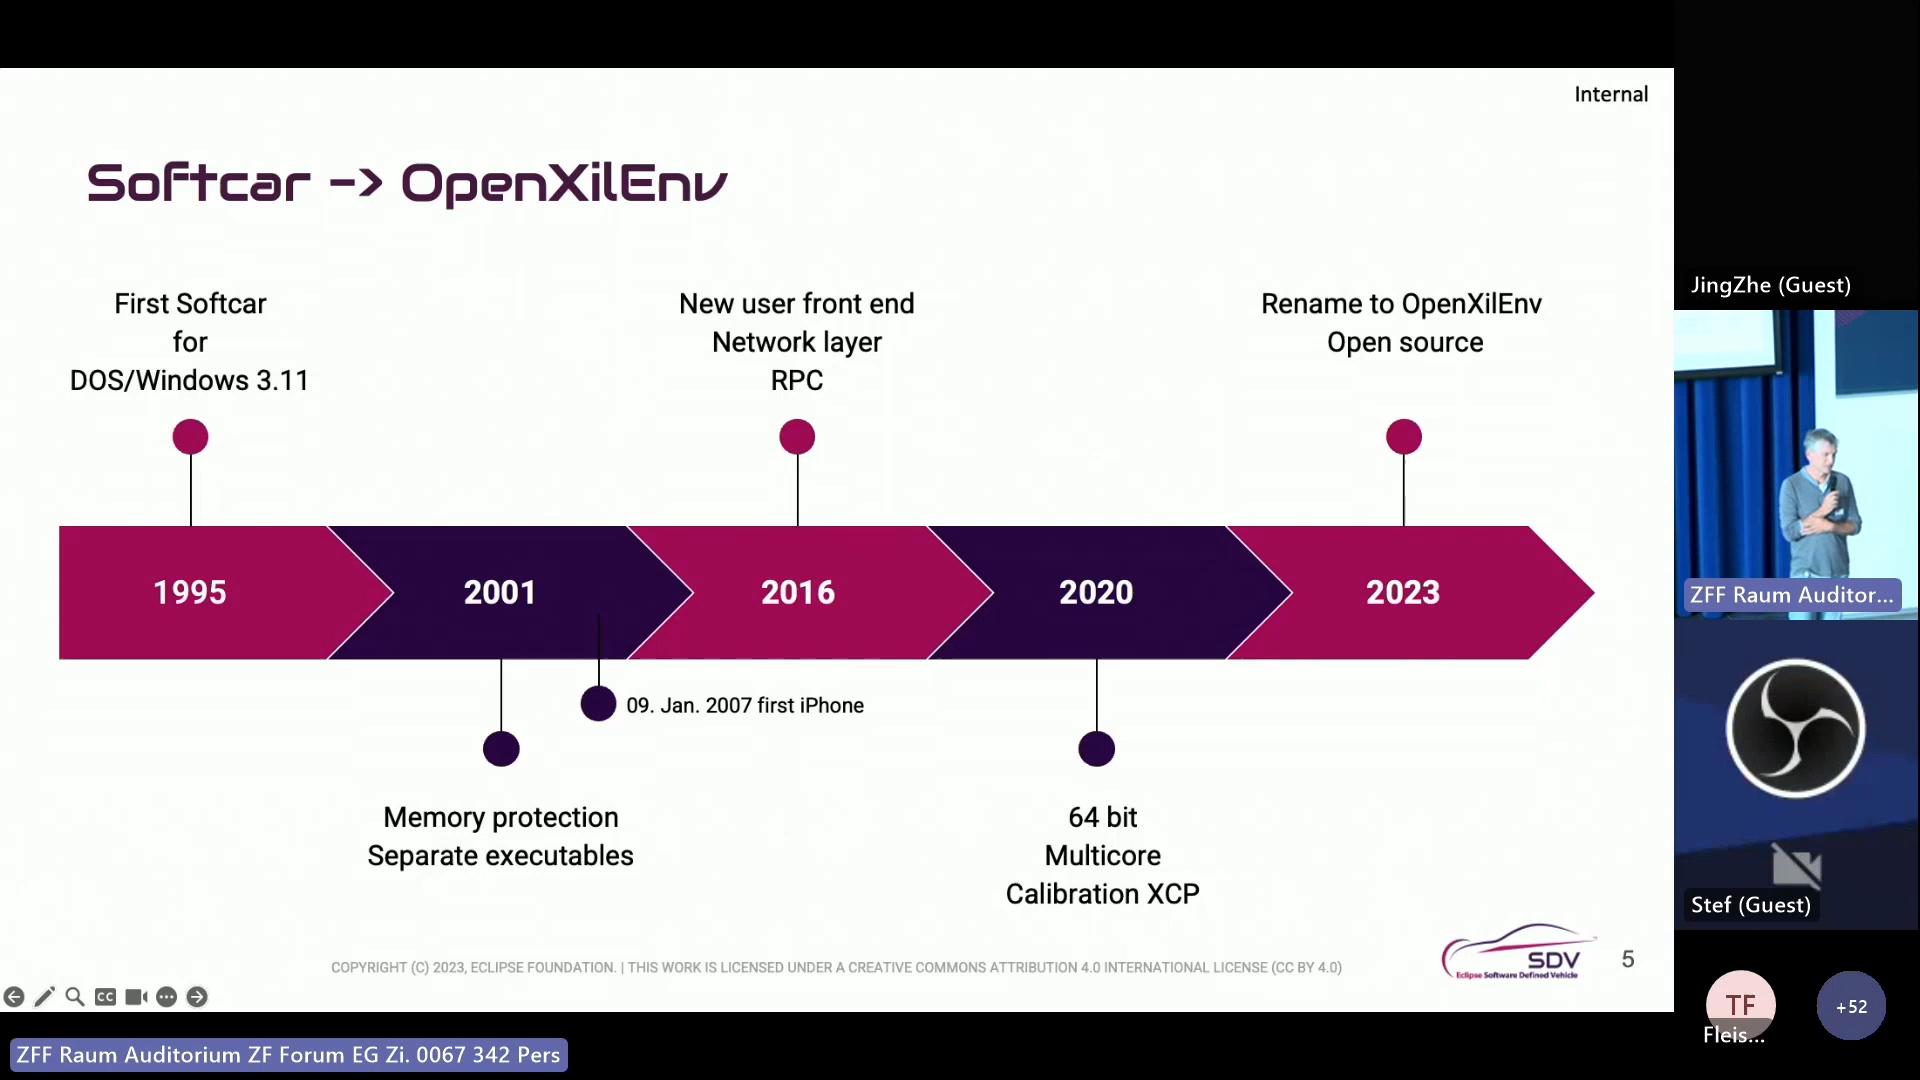 Internal
Softcar -> OpenXilEnv
First Softcar
for
DOS/Windows 3.11
New user front end
Network layer
RPC
Rename to OpenXilEnv
Open source
1995
2001
2016
2020
2023
09. Jan. 2007 first iPhone
Memory protection
Separate executables
64 bit
Multicore
Calibration XCP
COPYRIGHT (C) 2023, ECLIPSE FOUNDATION. | THIS WORK IS LICENSED UNDER A CREATIVE COMMONS ATTRIBUTION 4.0 INTERNATIONAL LICENSE (CC BY 4.0)
SDV
Eclipse Software Defined Vehicle
5
CC
ZFF Raum Auditorium ZF Forum EG Zi. 0067 342 Pers
JingZhe (Guest)
ZFF Raum Auditor...
Stef (Guest)
TF
Fleis...
+52